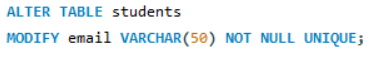 ALTER TABLE students
MODIFY email VARCHAR(50) NOT NULL UNIQUE;